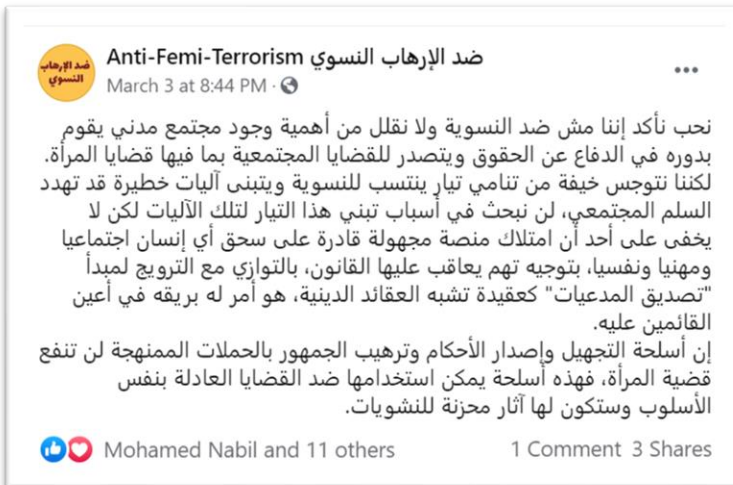 ضد الإرهاب النسوي
Anti-Femi-Terrorism ضد الإرهاب النسوي
March 3 at 8:44 PM ·
نحب نأكد إننا مش ضد النسوية ولا نقلل من أهمية وجود مجتمع مدني يقوم
بدوره في الدفاع عن الحقوق ويتصدر للقضايا المجتمعية بما فيها قضايا المرأة.
لكننا نتوجس خيفة من تنامي تيار ينتسب للنسوية ويتبنى آليات خطيرة قد تهدد
السلم المجتمعي، لن نبحث في أسباب تبني هذا التيار لتلك الآليات لكن لا
يخفى على أحد أن امتلاك منصة مجهولة قادرة على سحق أي إنسان اجتماعيا
ومهنيا ونفسيا، بتوجيه تهم يعاقب عليها القانون، بالتوازي مع الترويج لمبدأ
"تصديق المدعيات" كعقيدة تشبه العقائد الدينية، هو أمر له بريقه في أعين
القائمين عليه.
إن أسلحة التجهيل وإصدار الأحكام وترهيب الجمهور بالحملات الممنهجة لن تنفع
قضية المرأة، فهذه أسلحة يمكن استخدامها ضد القضايا العادلة بنفس
الأسلوب وستكون لها آثار محزنة للنشويات.
Mohamed Nabil and 11 others 1 Comment 3 Shares